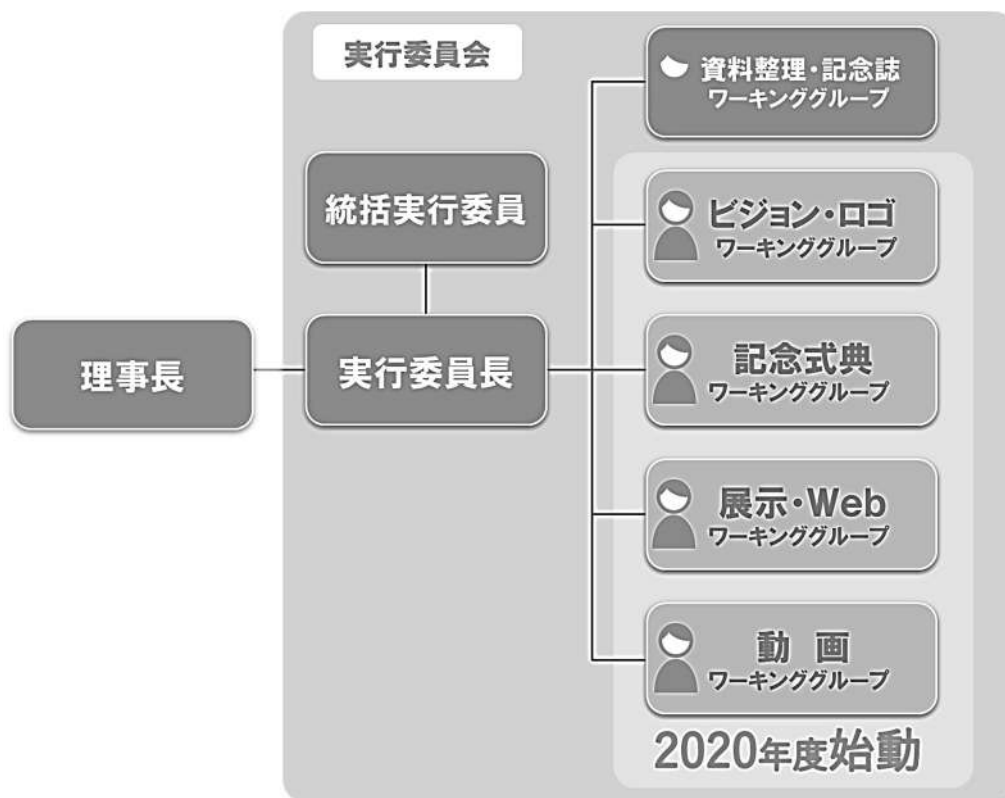 実行委員会
統括実行委員
理事長
実行委員長
資料整理・記念誌
ワーキンググループ
ビジョン・ロゴ
ワーキンググループ
記念式典
ワーキンググループ
展示・Web
ワーキンググループ
動 画
ワーキンググループ
2020年度始動